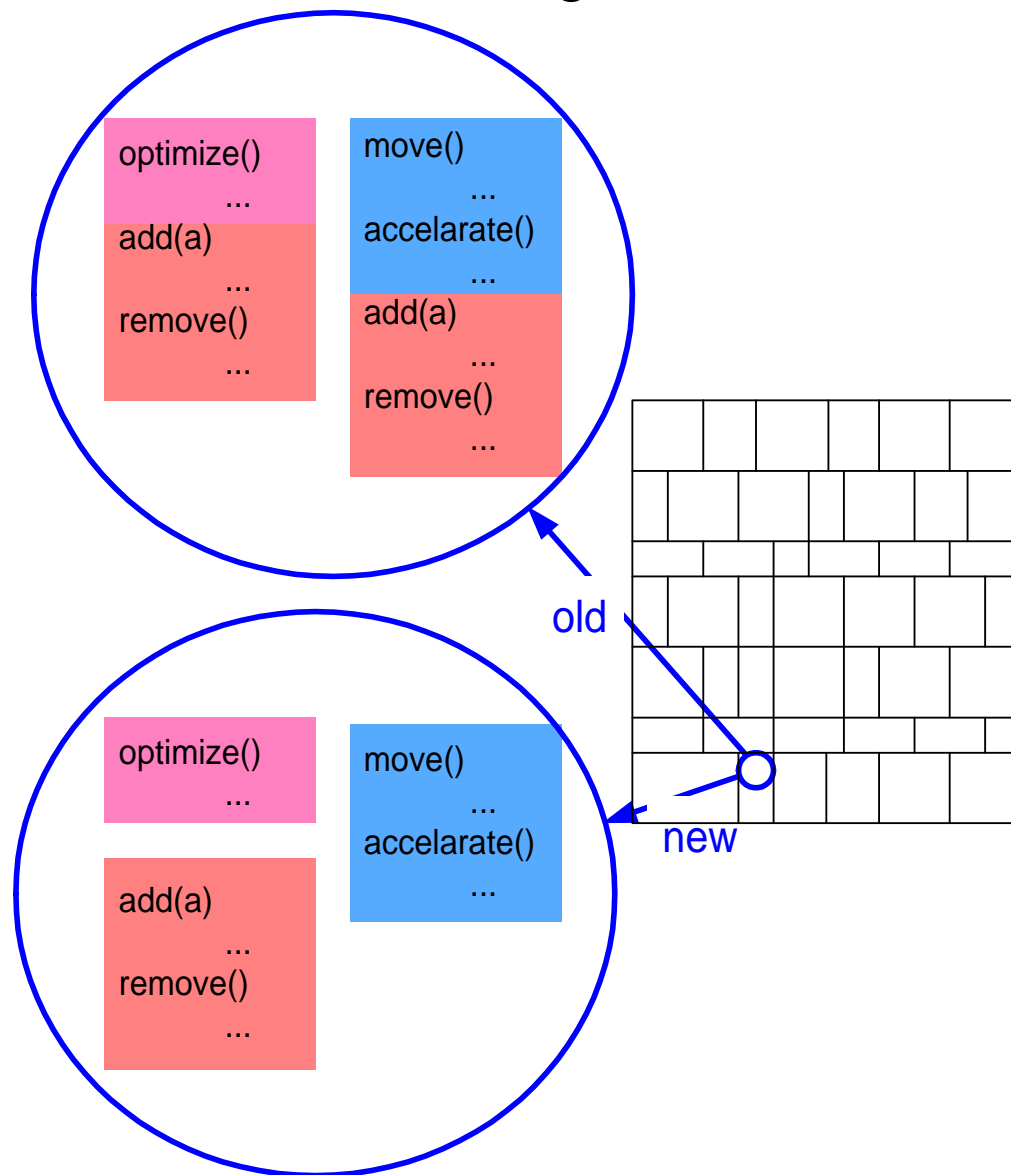 optimize()
...
add(a)
...
remove()
...
move()
...
accelarate()
...
add(a)
...
remove()
...
old
new
optimize()
...
add(a)
...
remove()
...
move()
...
accelarate()
...